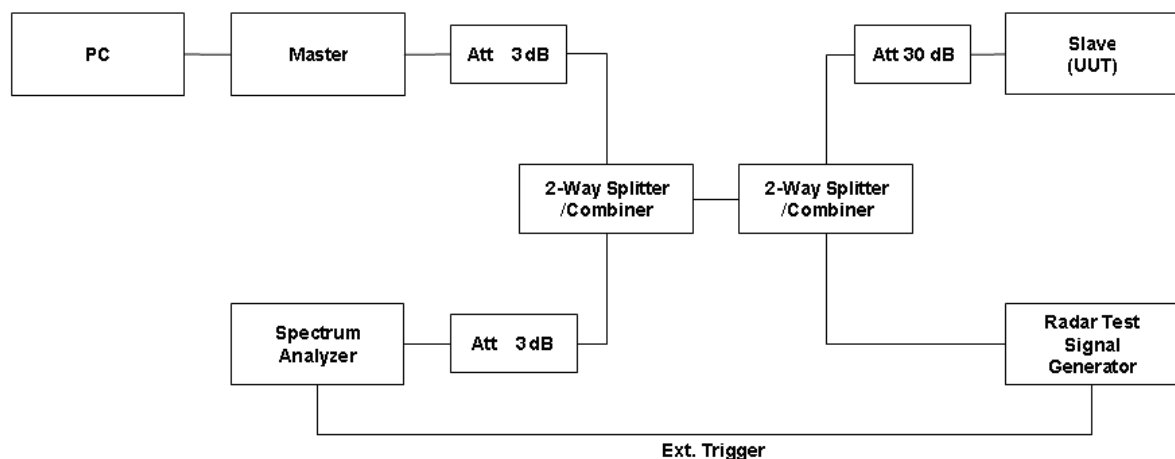 PC
Master
Att 3 dB
Att 30 dB
Slave
(UUT)
2-Way Splitter
/Combiner
2-Way Splitter
/Combiner
Spectrum
Analyzer
Att 3 dB
Radar Test
Signal
Generator
Ext. Trigger